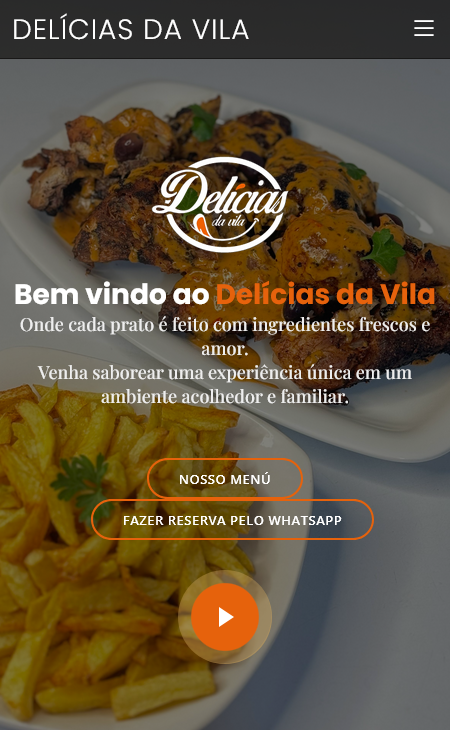 DELÍCIAS DA VILA
Delícias
da vila
Bem vindo ao Delícias da Vila
Onde cada prato é feito com ingredientes frescos e
amor.
Venha saborear uma experiência única em um
ambiente acolhedor e familiar.
NOSSO MENÚ
FAZER RESERVA PELO WHATSAPP